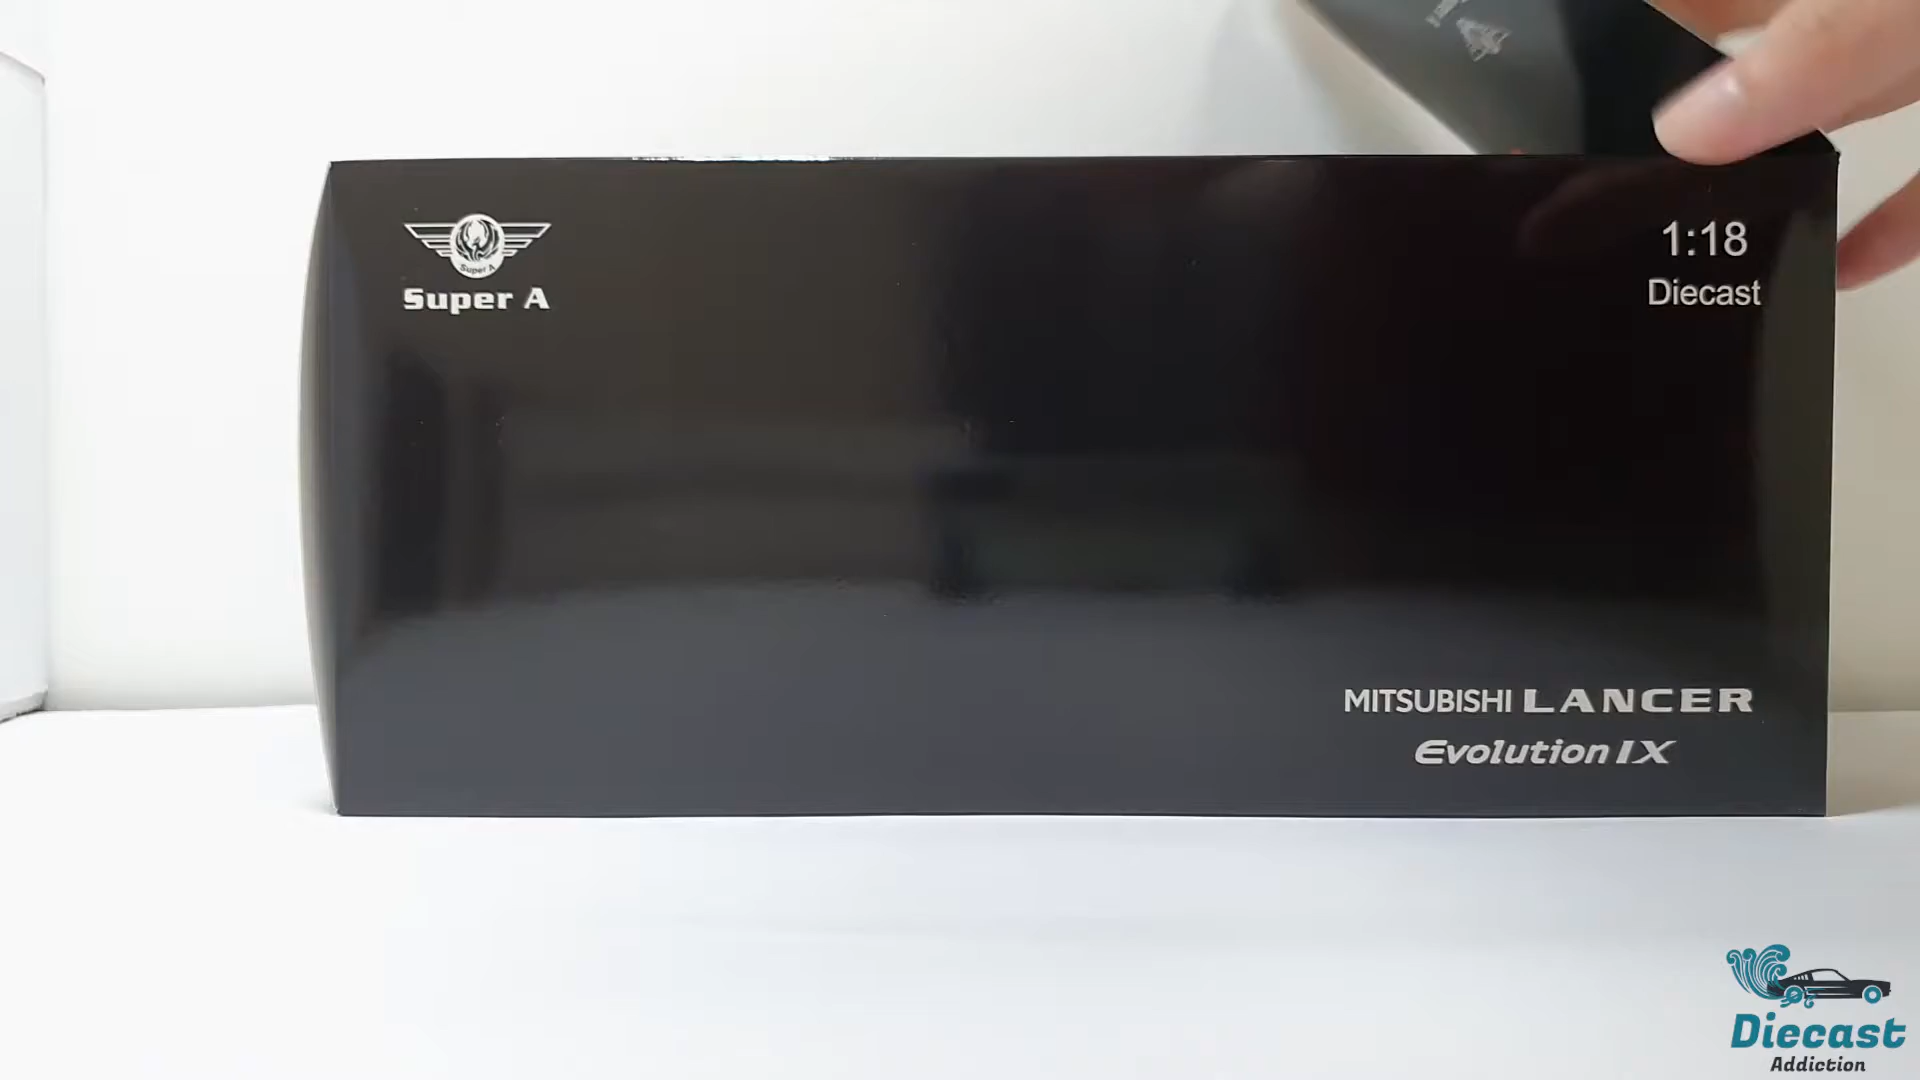 Super A
Super A
1:18
Diecast
MITSUBISHI LANCER
Evolution IX
Diecast
Addiction